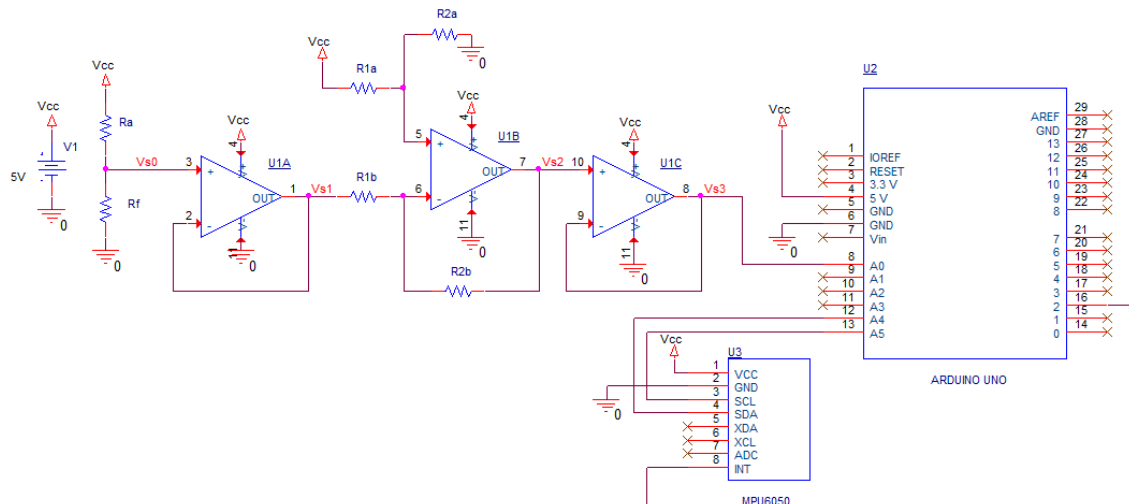 R2a
Vcc
0
R1a
Vcc
Vcc
Ra
V1
5V
0
Vs0
Rf
0
Vcc
4
U1A
3
+
V+
OUT
1
Vs1
2
-
V-
11
0
R1b
Vcc
4
U1B
5
+
V+
OUT
7
Vs2
6
-
V-
11
0
R2b
Vcc
4
U1C
10
+
V+
OUT
8
Vs3
9
-
V-
11
0
U2
Vcc
0
1 IOREF
2 RESET
3 3.3 V
4 5 V
5 GND
6 GND
7 Vin
8 A0
9 A1
10 A2
11 A3
12 A4
13 A5
AREF 29
GND 28
13 27
12 26
11 25
10 24
9 23
8 22
7 21
6 20
5 19
4 18
3 17
2 16
1 15
0 14
ARDUINO UNO
U3
Vcc
0
1 VCC
2 GND
3 SCL
4 SDA
5 XDA
6 XCL
7 ADC
8 INT
MPU6050